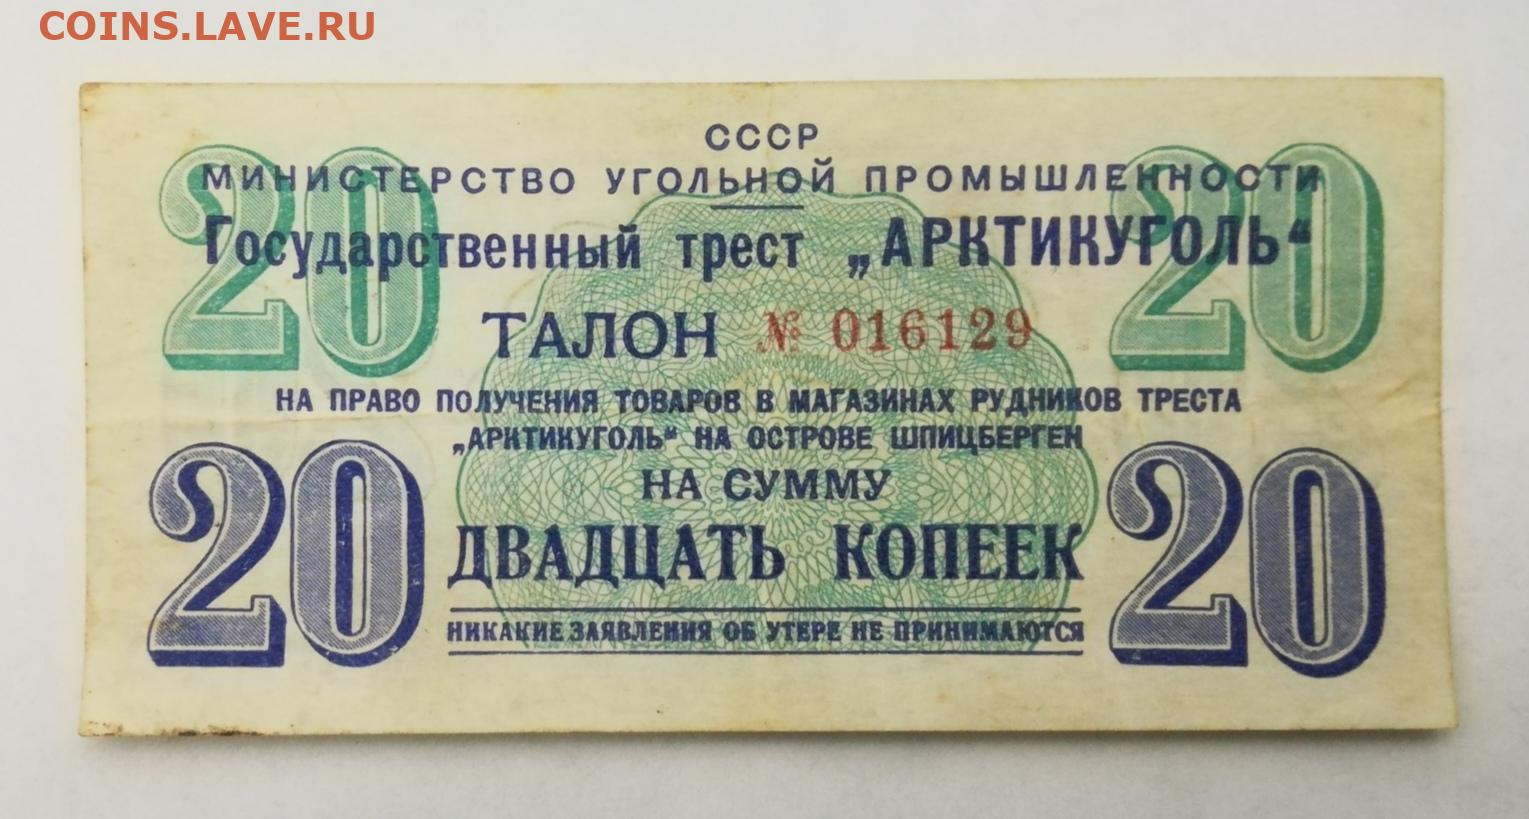 COINS.LAVE.RU
СССР
20 20
МИНИСТЕРСТВО УГОЛЬНОЙ ПРОМЫШЛЕННОСТИ
Государственный трест „АРКТИКУГОЛЬ“
ТАЛОН № 016129
НА ПРАВО ПОЛУЧЕНИЯ ТОВАРОВ В МАГАЗИНАХ РУДНИКОВ ТРЕСТА
„АРКТИКУГОЛЬ“ НА ОСТРОВЕ ШПИЦБЕРГЕН
НА СУММУ
20 ДВАДЦАТЬ КОПЕЕК 20
НИКАКИЕ ЗАЯВЛЕНИЯ ОБ УТЕРЕ НЕ ПРИНИМАЮТСЯ